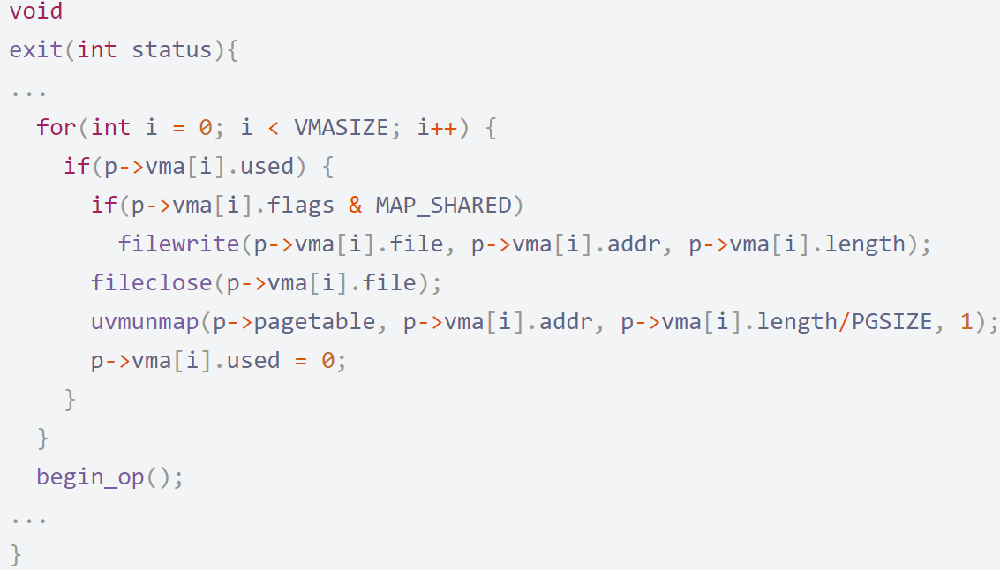 void
exit(int status){
...
  for(int i = 0; i < VMASIZE; i++) {
    if(p->vma[i].used) {
      if(p->vma[i].flags & MAP_SHARED)
        filewrite(p->vma[i].file, p->vma[i].addr, p->vma[i].length);
      fileclose(p->vma[i].file);
      uvmunmap(p->pagetable, p->vma[i].addr, p->vma[i].length/PGSIZE, 1);
      p->vma[i].used = 0;
    }
  }
  begin_op();
...
}